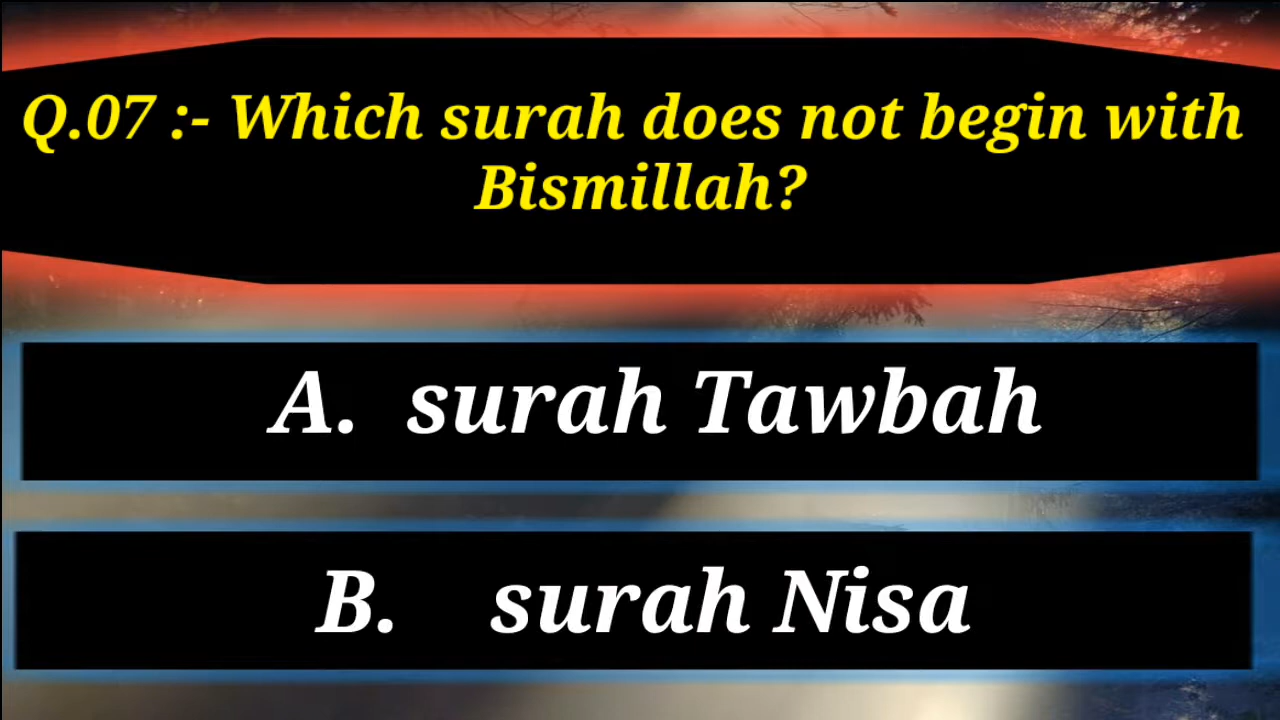 Q.07 :- Which surah does not begin with
Bismillah?
A. surah Tawbah
B. surah Nisa